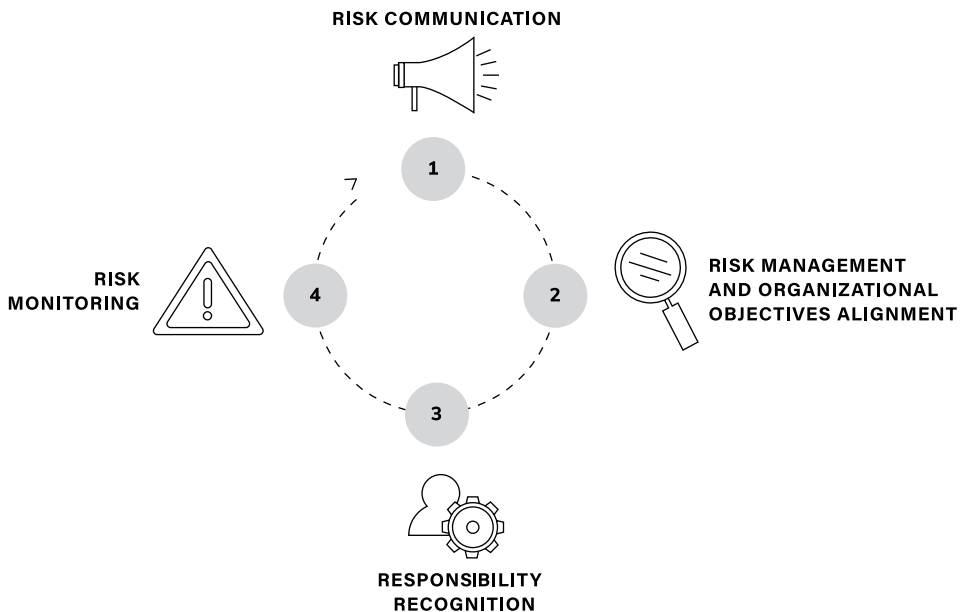 RISK COMMUNICATION
1
2
RISK MANAGEMENT
AND ORGANIZATIONAL
OBJECTIVES ALIGNMENT
3
RESPONSIBILITY
RECOGNITION
4
RISK
MONITORING